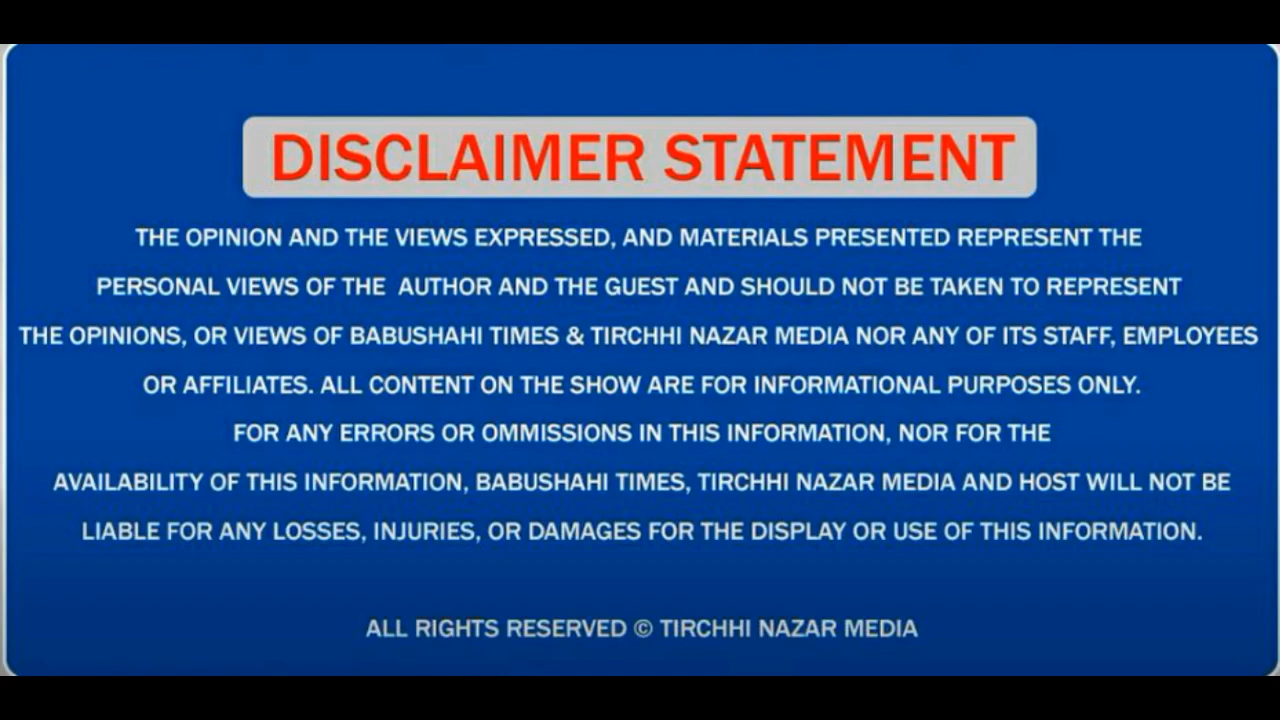 DISCLAIMER STATEMENT
THE OPINION AND THE VIEWS EXPRESSED, AND MATERIALS PRESENTED REPRESENT THE
PERSONAL VIEWS OF THE AUTHOR AND THE GUEST AND SHOULD NOT BE TAKEN TO REPRESENT
THE OPINIONS, OR VIEWS OF BABUSHAHI TIMES & TIRCHHI NAZAR MEDIA NOR ANY OF ITS STAFF, EMPLOYEES
OR AFFILIATES. ALL CONTENT ON THE SHOW ARE FOR INFORMATIONAL PURPOSES ONLY.
FOR ANY ERRORS OR OMMISSIONS IN THIS INFORMATION, NOR FOR THE
AVAILABILITY OF THIS INFORMATION, BABUSHAHI TIMES, TIRCHHI NAZAR MEDIA AND HOST WILL NOT BE
LIABLE FOR ANY LOSSES, INJURIES, OR DAMAGES FOR THE DISPLAY OR USE OF THIS INFORMATION.
ALL RIGHTS RESERVED © TIRCHHI NAZAR MEDIA